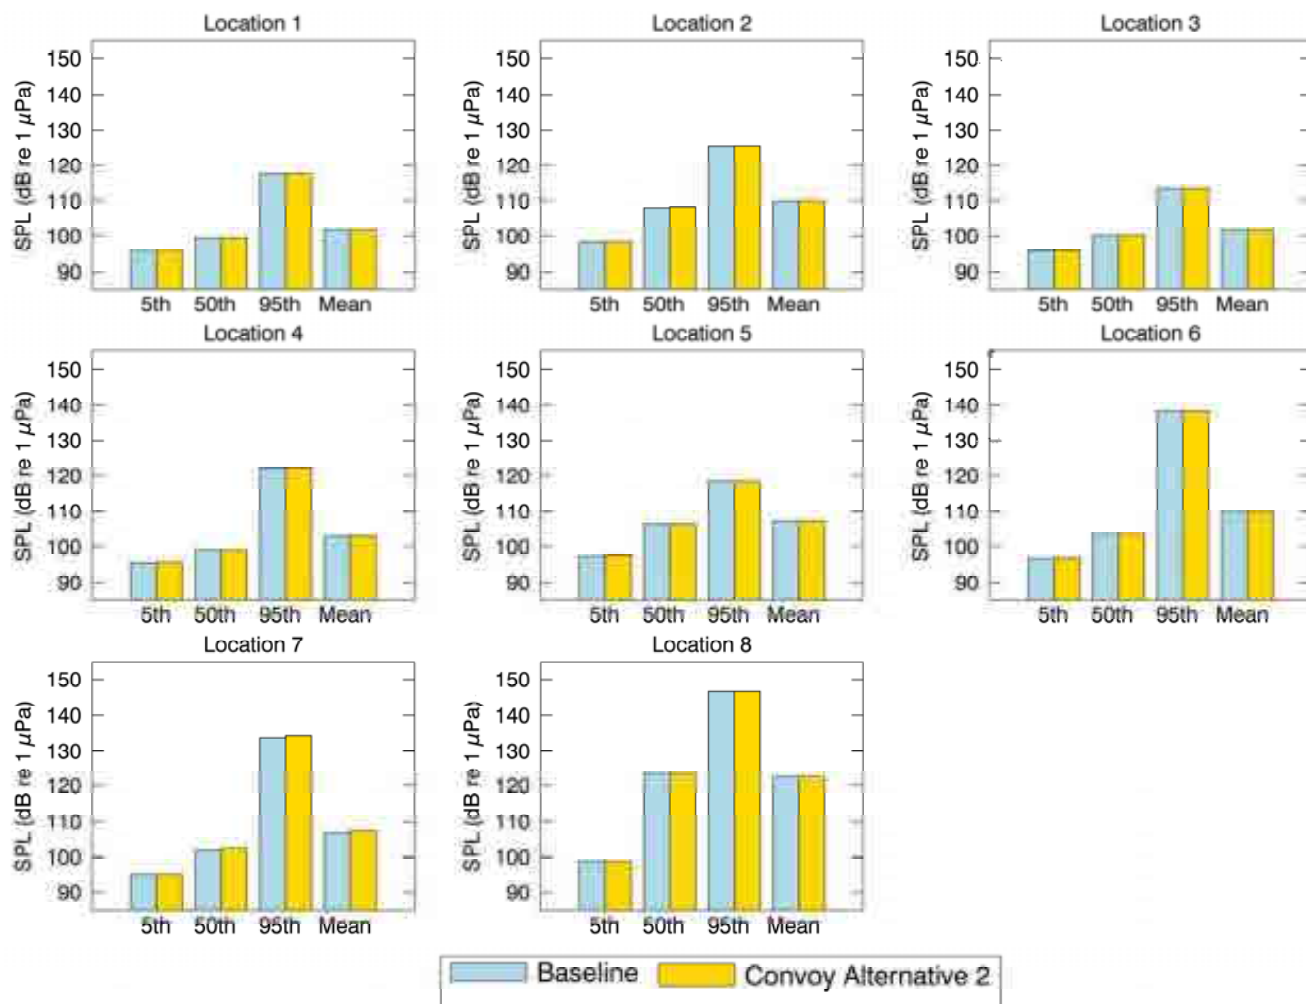 Location 1
Location 2
Location 3
SPL (dB re 1 μPa)
150
140
130
120
110
100
90
5th 50th 95th Mean
SPL (dB re 1 μPa)
150
140
130
120
110
100
90
5th 50th 95th Mean
SPL (dB re 1 μPa)
150
140
130
120
110
100
90
5th 50th 95th Mean
Location 4
Location 5
Location 6
SPL (dB re 1 μPa)
150
140
130
120
110
100
90
5th 50th 95th Mean
SPL (dB re 1 μPa)
150
140
130
120
110
100
90
5th 50th 95th Mean
SPL (dB re 1 μPa)
150
140
130
120
110
100
90
5th 50th 95th Mean
Location 7
Location 8
SPL (dB re 1 μPa)
150
140
130
120
110
100
90
5th 50th 95th Mean
SPL (dB re 1 μPa)
150
140
130
120
110
100
90
5th 50th 95th Mean
Baseline Convoy Alternative 2